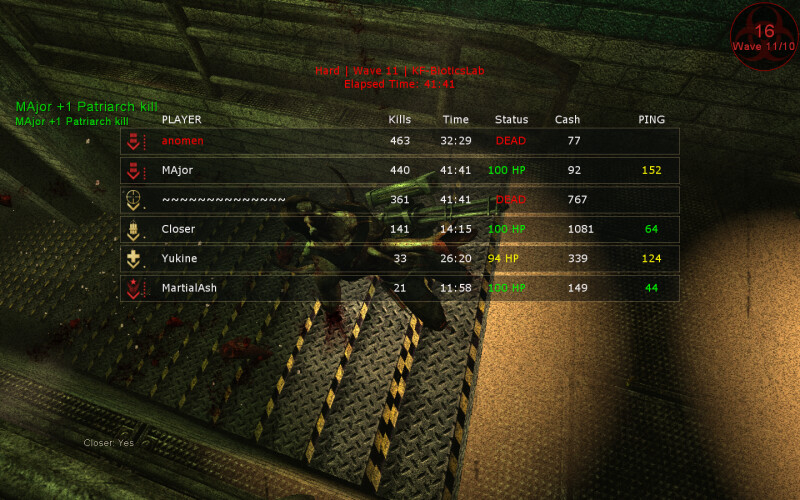 16
Wave 11/10
Hard | Wave 11 | KF-BioticsLab
Elapsed Time: 41:41
MAjor +1 Patriarch kill
MAjor +1 Patriarch kill
PLAYER Kills Time Status Cash PING
anomen 463 32:29 DEAD 77
MAjor 440 41:41 100 HP 92 152
~~~~~~~~~~~~~~ 361 41:41 DEAD 767
Closer 141 14:15 100 HP 1081 64
Yukine 33 26:20 94 HP 339 124
MartialAsh 21 11:58 100 HP 149 44
Closer: Yes